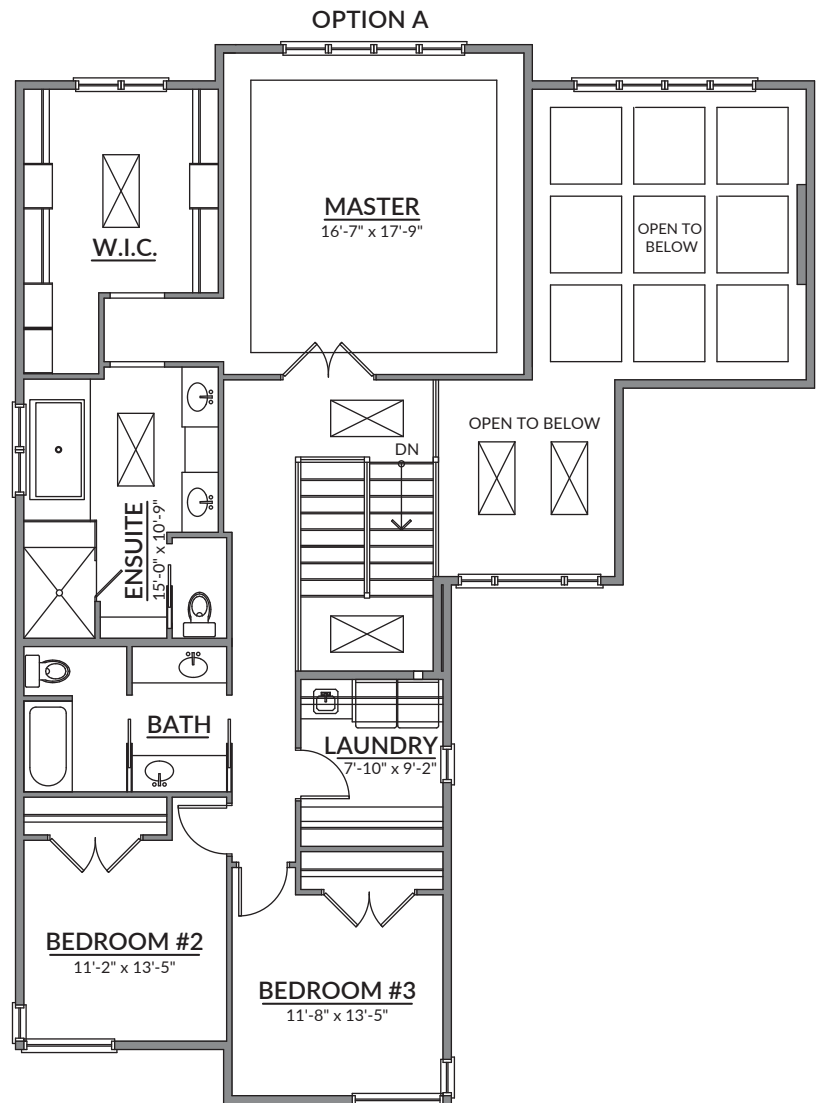 OPTION A
MASTER
16'-7" x 17'-9"
W.I.C.
OPEN TO
BELOW
OPEN TO BELOW
DN
ENSUITE
15'-0" x 10'-9"
BATH
LAUNDRY
7'-10" x 9'-2"
BEDROOM #2
11'-2" x 13'-5"
BEDROOM #3
11'-8" x 13'-5"